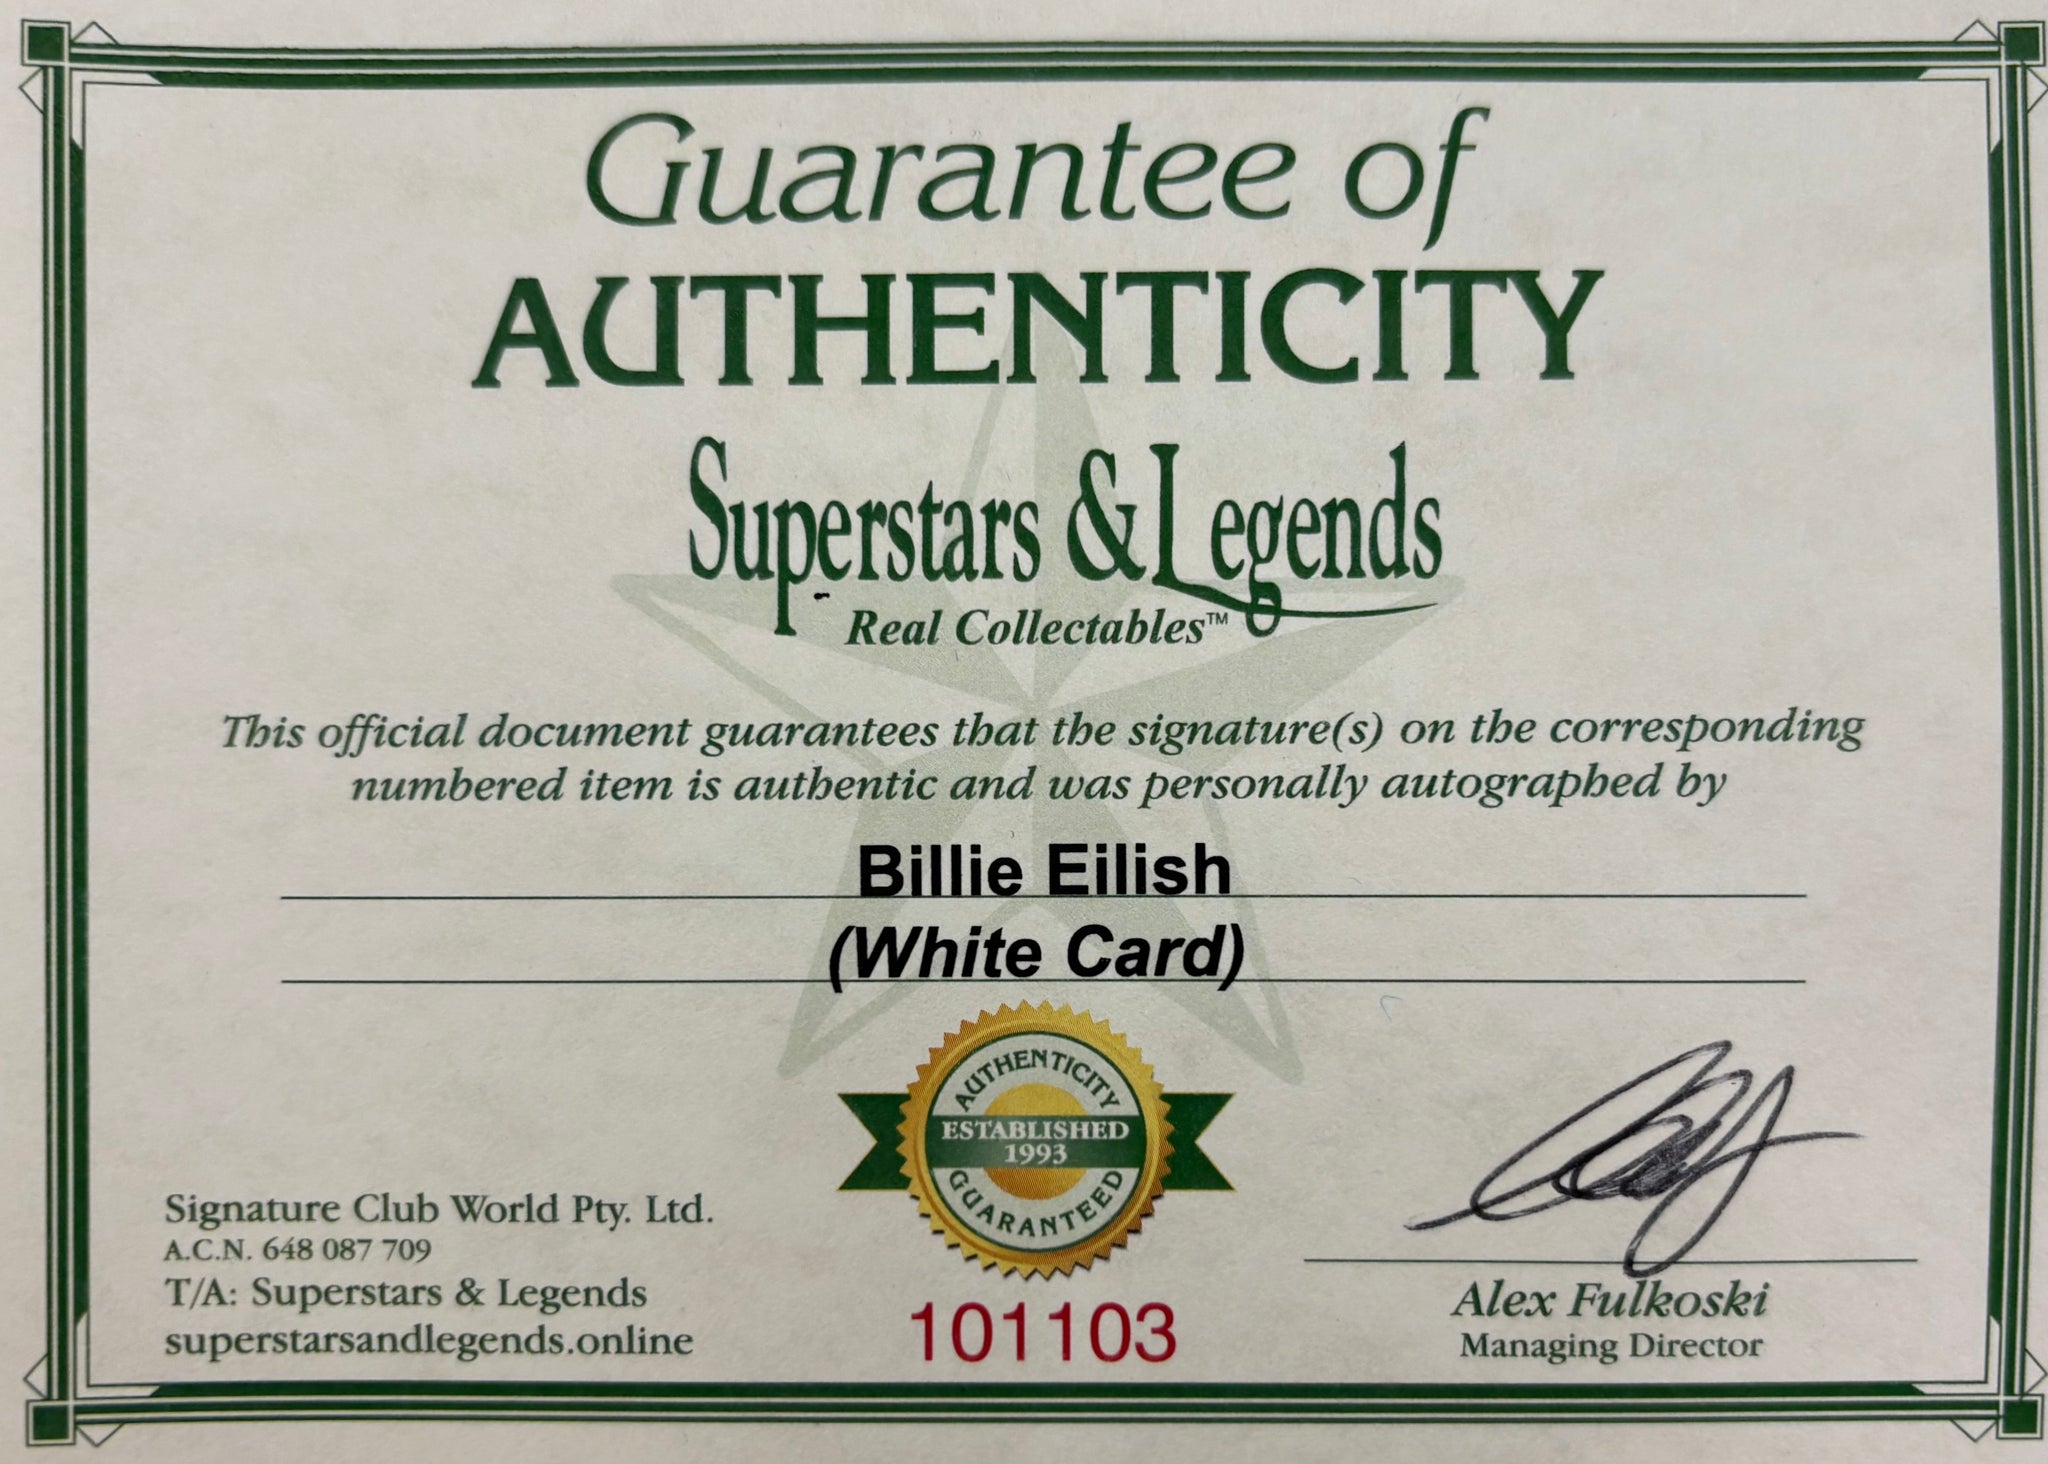 Guarantee of
AUTHENTICITY
Superstars & Legends
Real Collectables™
This official document guarantees that the signature(s) on the corresponding
numbered item is authentic and was personally autographed by
Billie Eilish
(White Card)
AUTHENTICITY
ESTABLISHED
1993
GUARANTEED
Signature Club World Pty. Ltd.
A.C.N. 648 087 709
T/A: Superstars & Legends
superstarsandlegends.online
101103
Alex Fulkoski
Managing Director